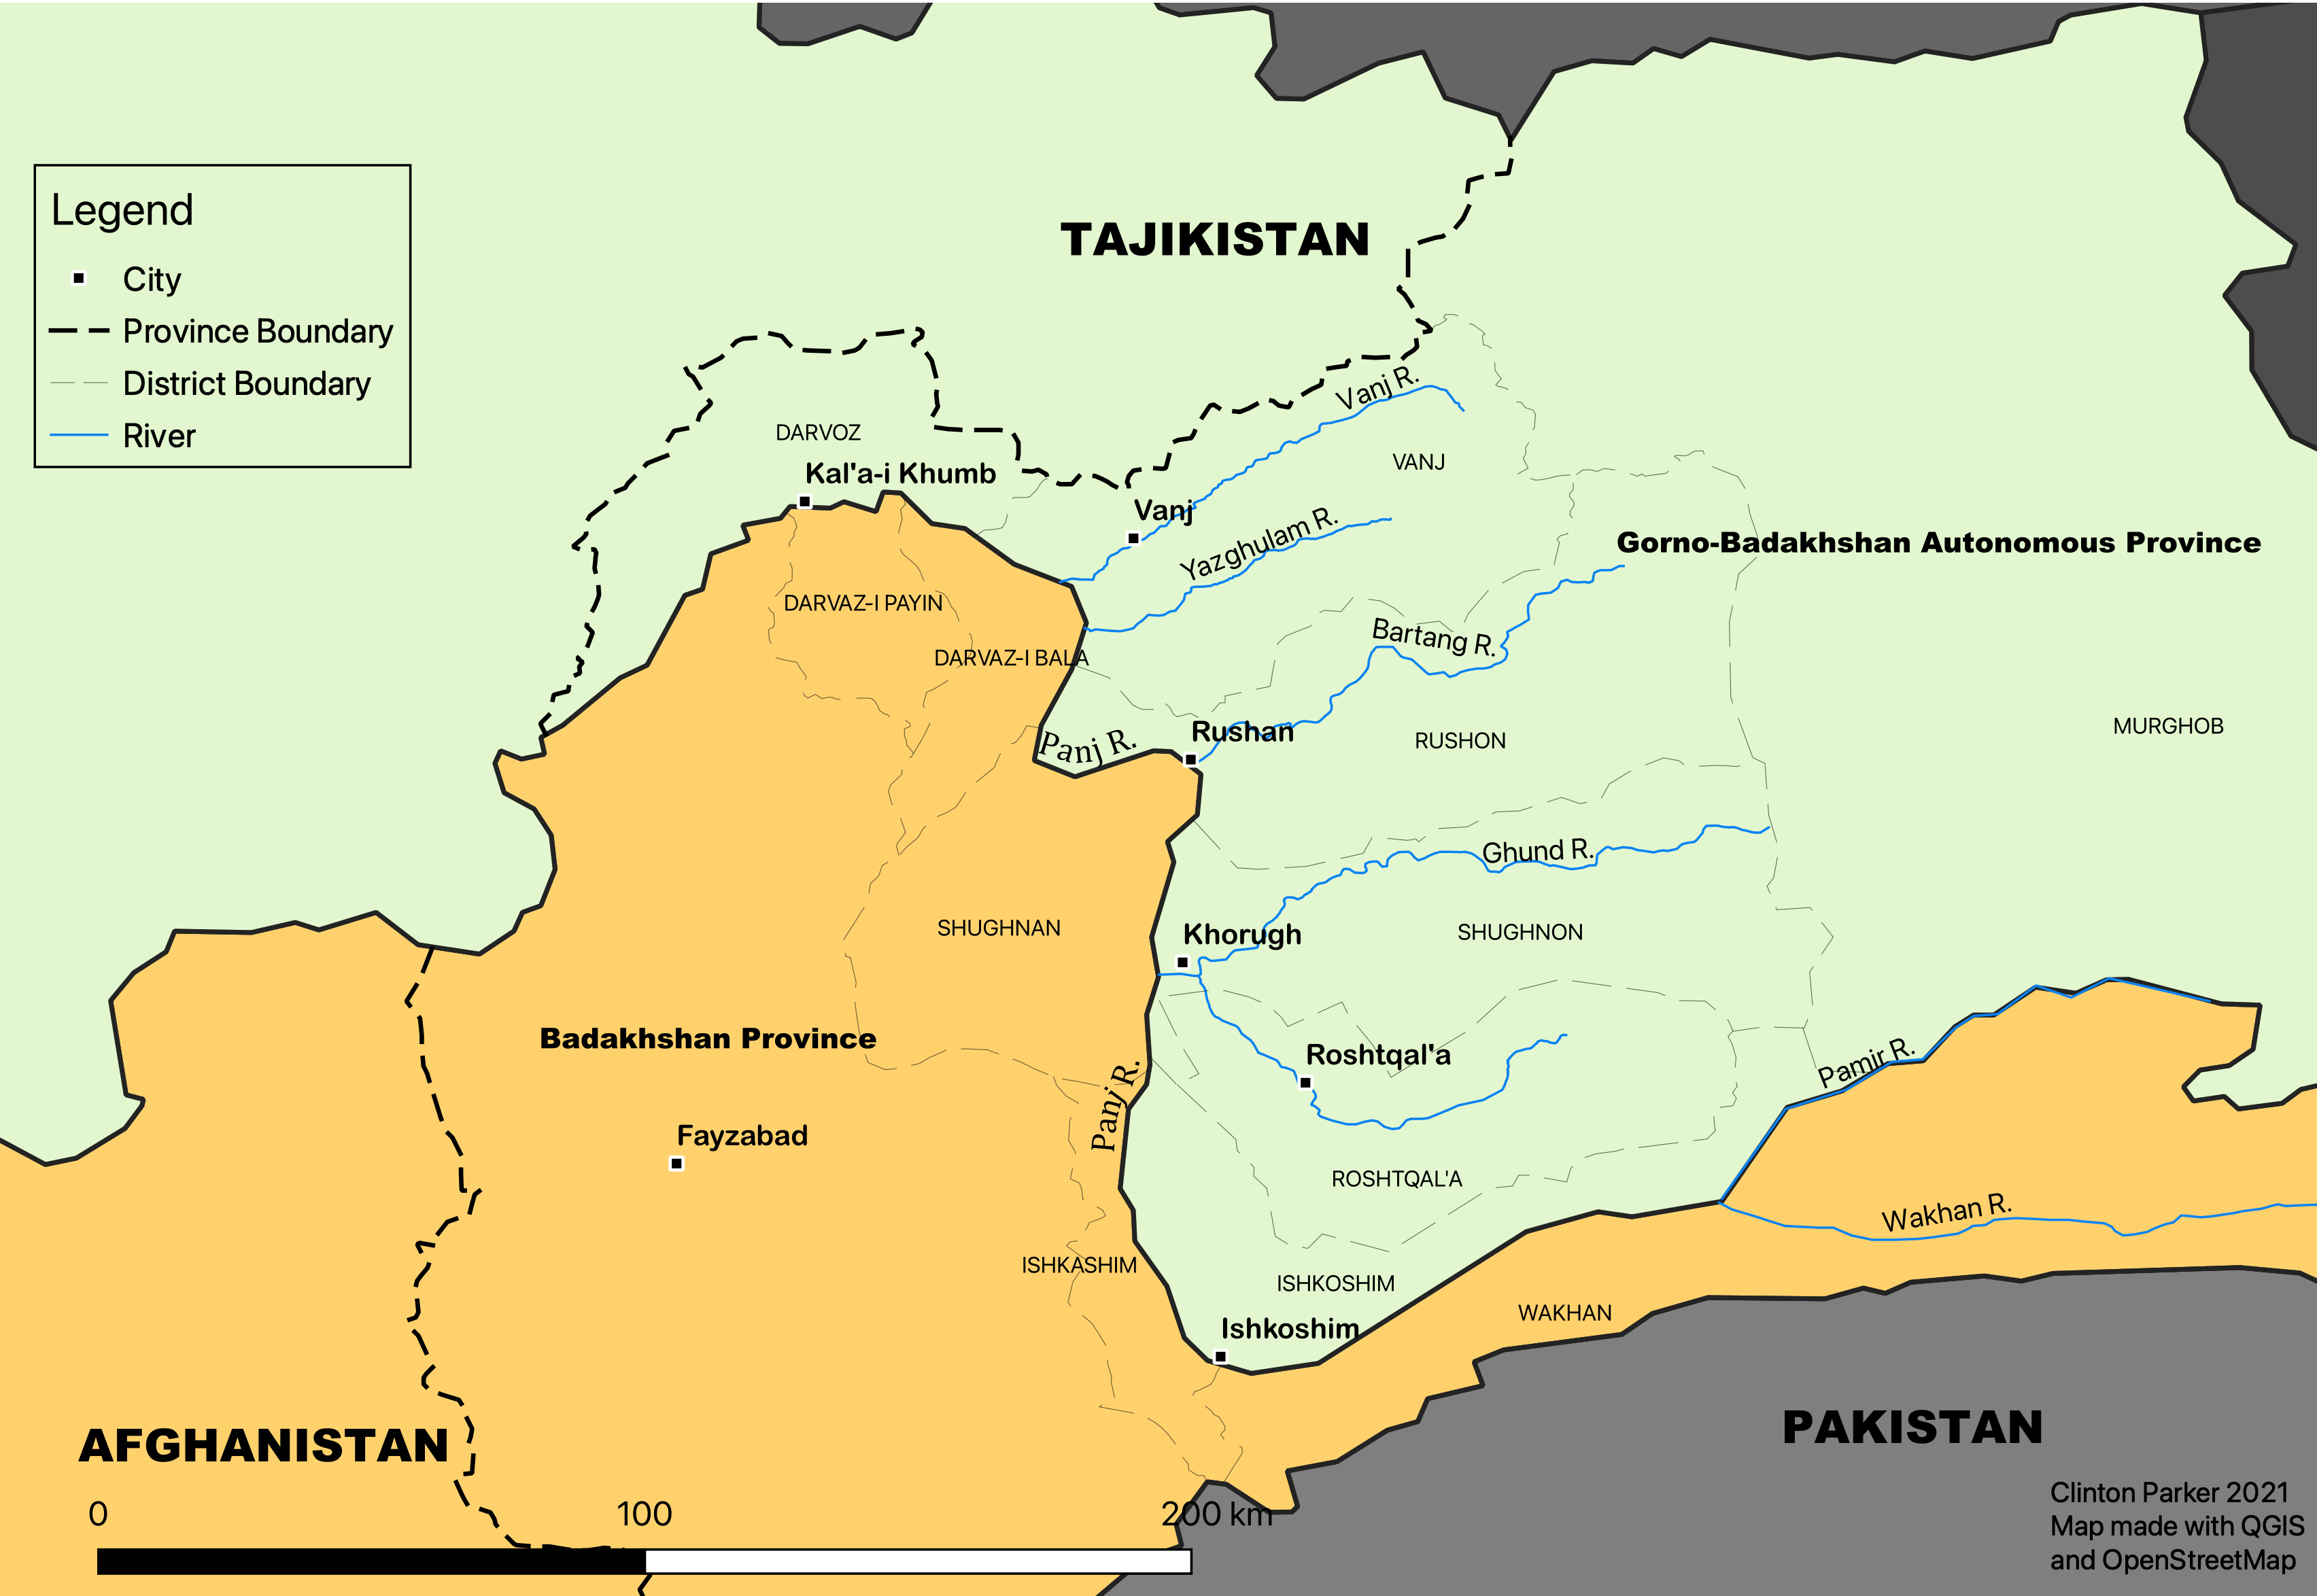 TAJIKISTAN
Legend
City
Province Boundary
District Boundary
River
Vanj R.
DARVOZ
VANJ
Kal'a-i Khumb
Vanj
Yazghulam R.
Gorno-Badakhshan Autonomous Province
DARVAZ-I PAYIN
Bartang R.
DARVAZ-I BALA
Rushan
Panj R.
RUSHON
MURGHOB
Ghund R.
SHUGHNAN
Khorugh
SHUGHNON
Badakhshan Province
Roshtqal'a
Pamir R.
Panj R.
Fayzabad
ROSHTQAL'A
Wakhan R.
ISHKASHIM
ISHKOSHIM
WAKHAN
Ishkoshim
AFGHANISTAN
PAKISTAN
0 100 200 km
Clinton Parker 2021
Map made with QGIS
and OpenStreetMap